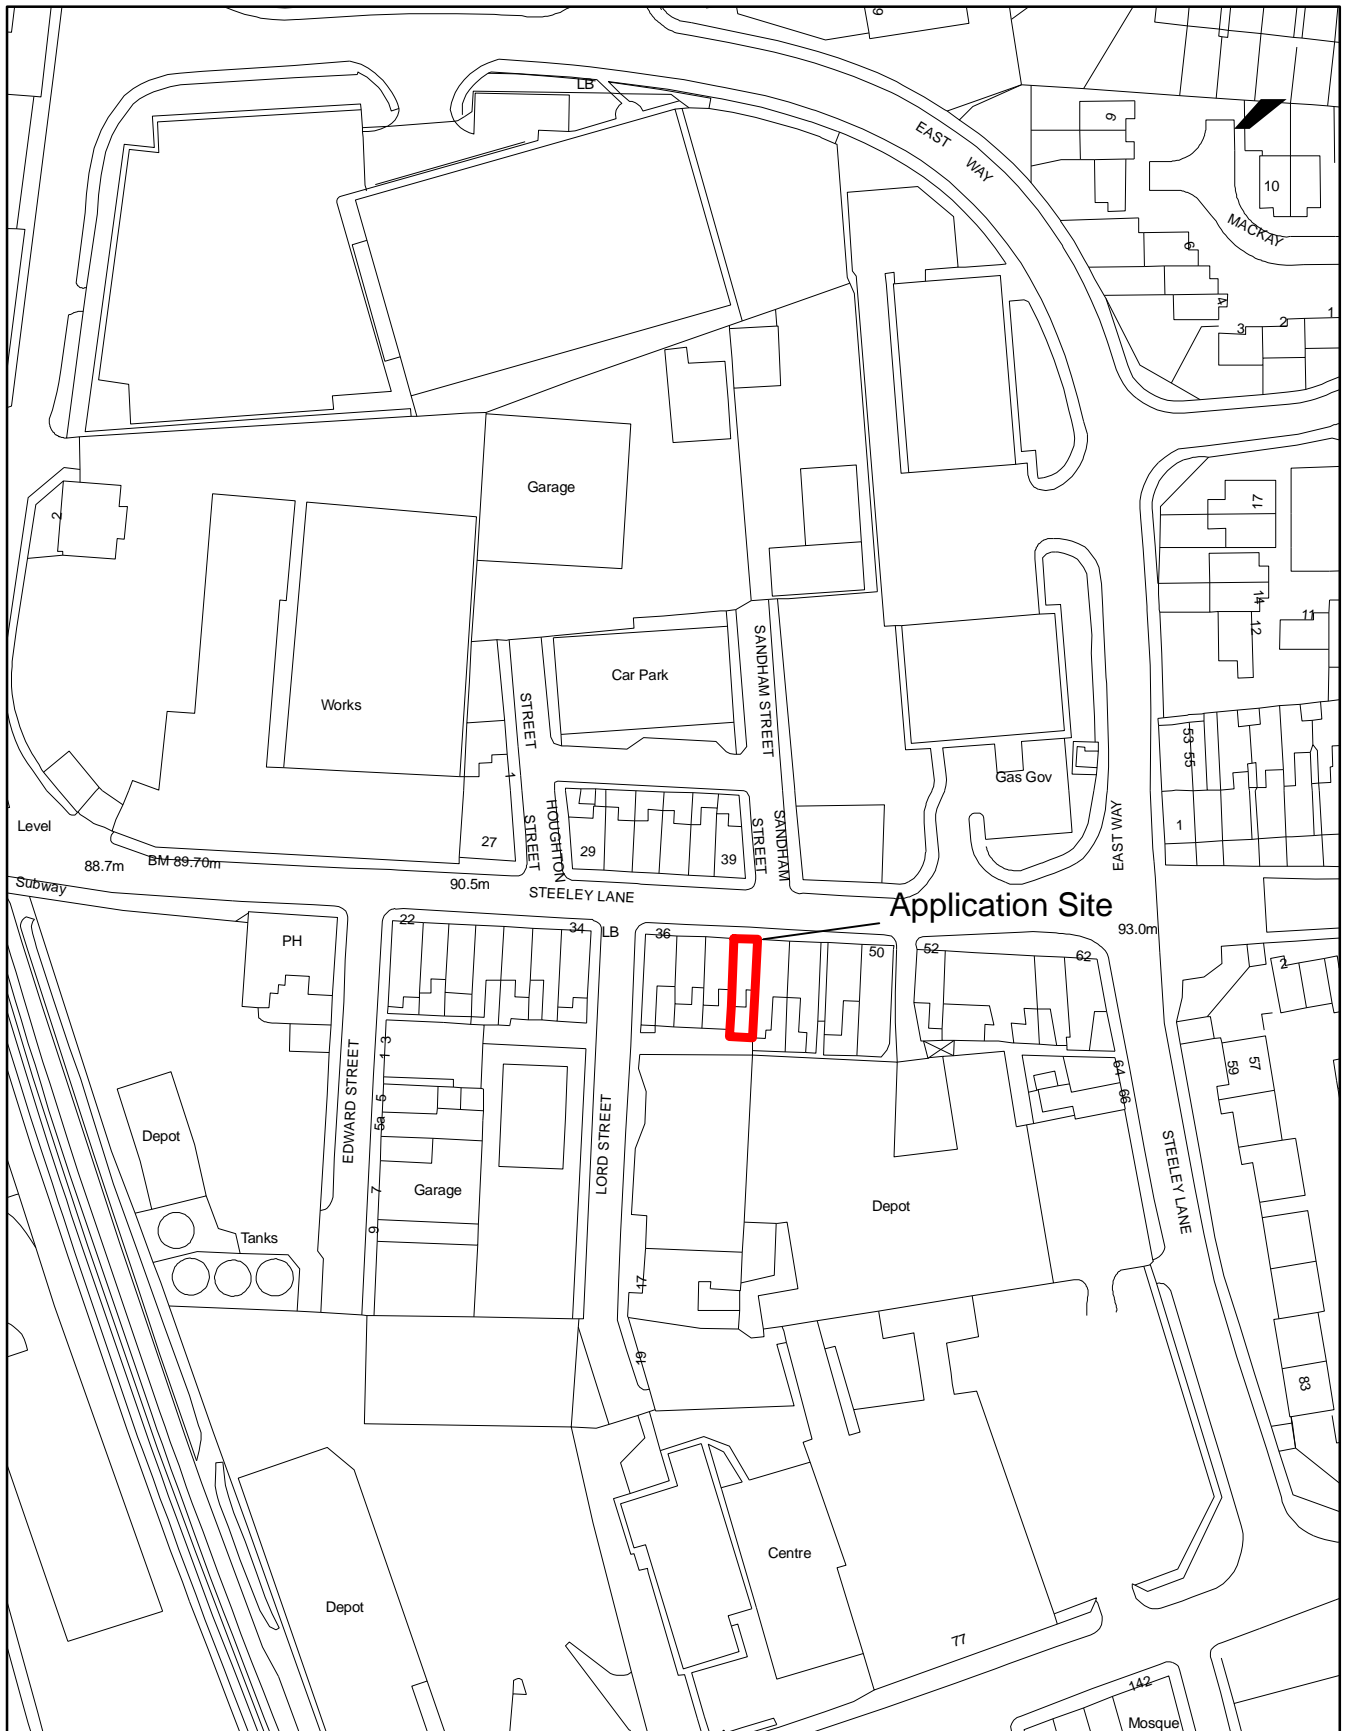 9
LB
EAST WAY
9
10
MACKAY
6
4
3
2
1
Garage
2
17
14
12
11
Works
STREET
Car Park
SANDHAM STREET
53 55
Gas Gov
1
1
EAST WAY
Level
27
STREET
HOUGHTON
29
39
STREET
SANDHAM
88.7m
BM 89.70m
90.5m
STEELEY LANE
Subway
Application Site
93.0m
PH
22
34
LB
36
50
52
62
2
EDWARD STREET
1 3
5
5a
7
9
Depot
Garage
Tanks
LORD STREET
17
19
Depot
64
66
STEELEY LANE
59
57
83
Centre
Depot
77
142
Mosque